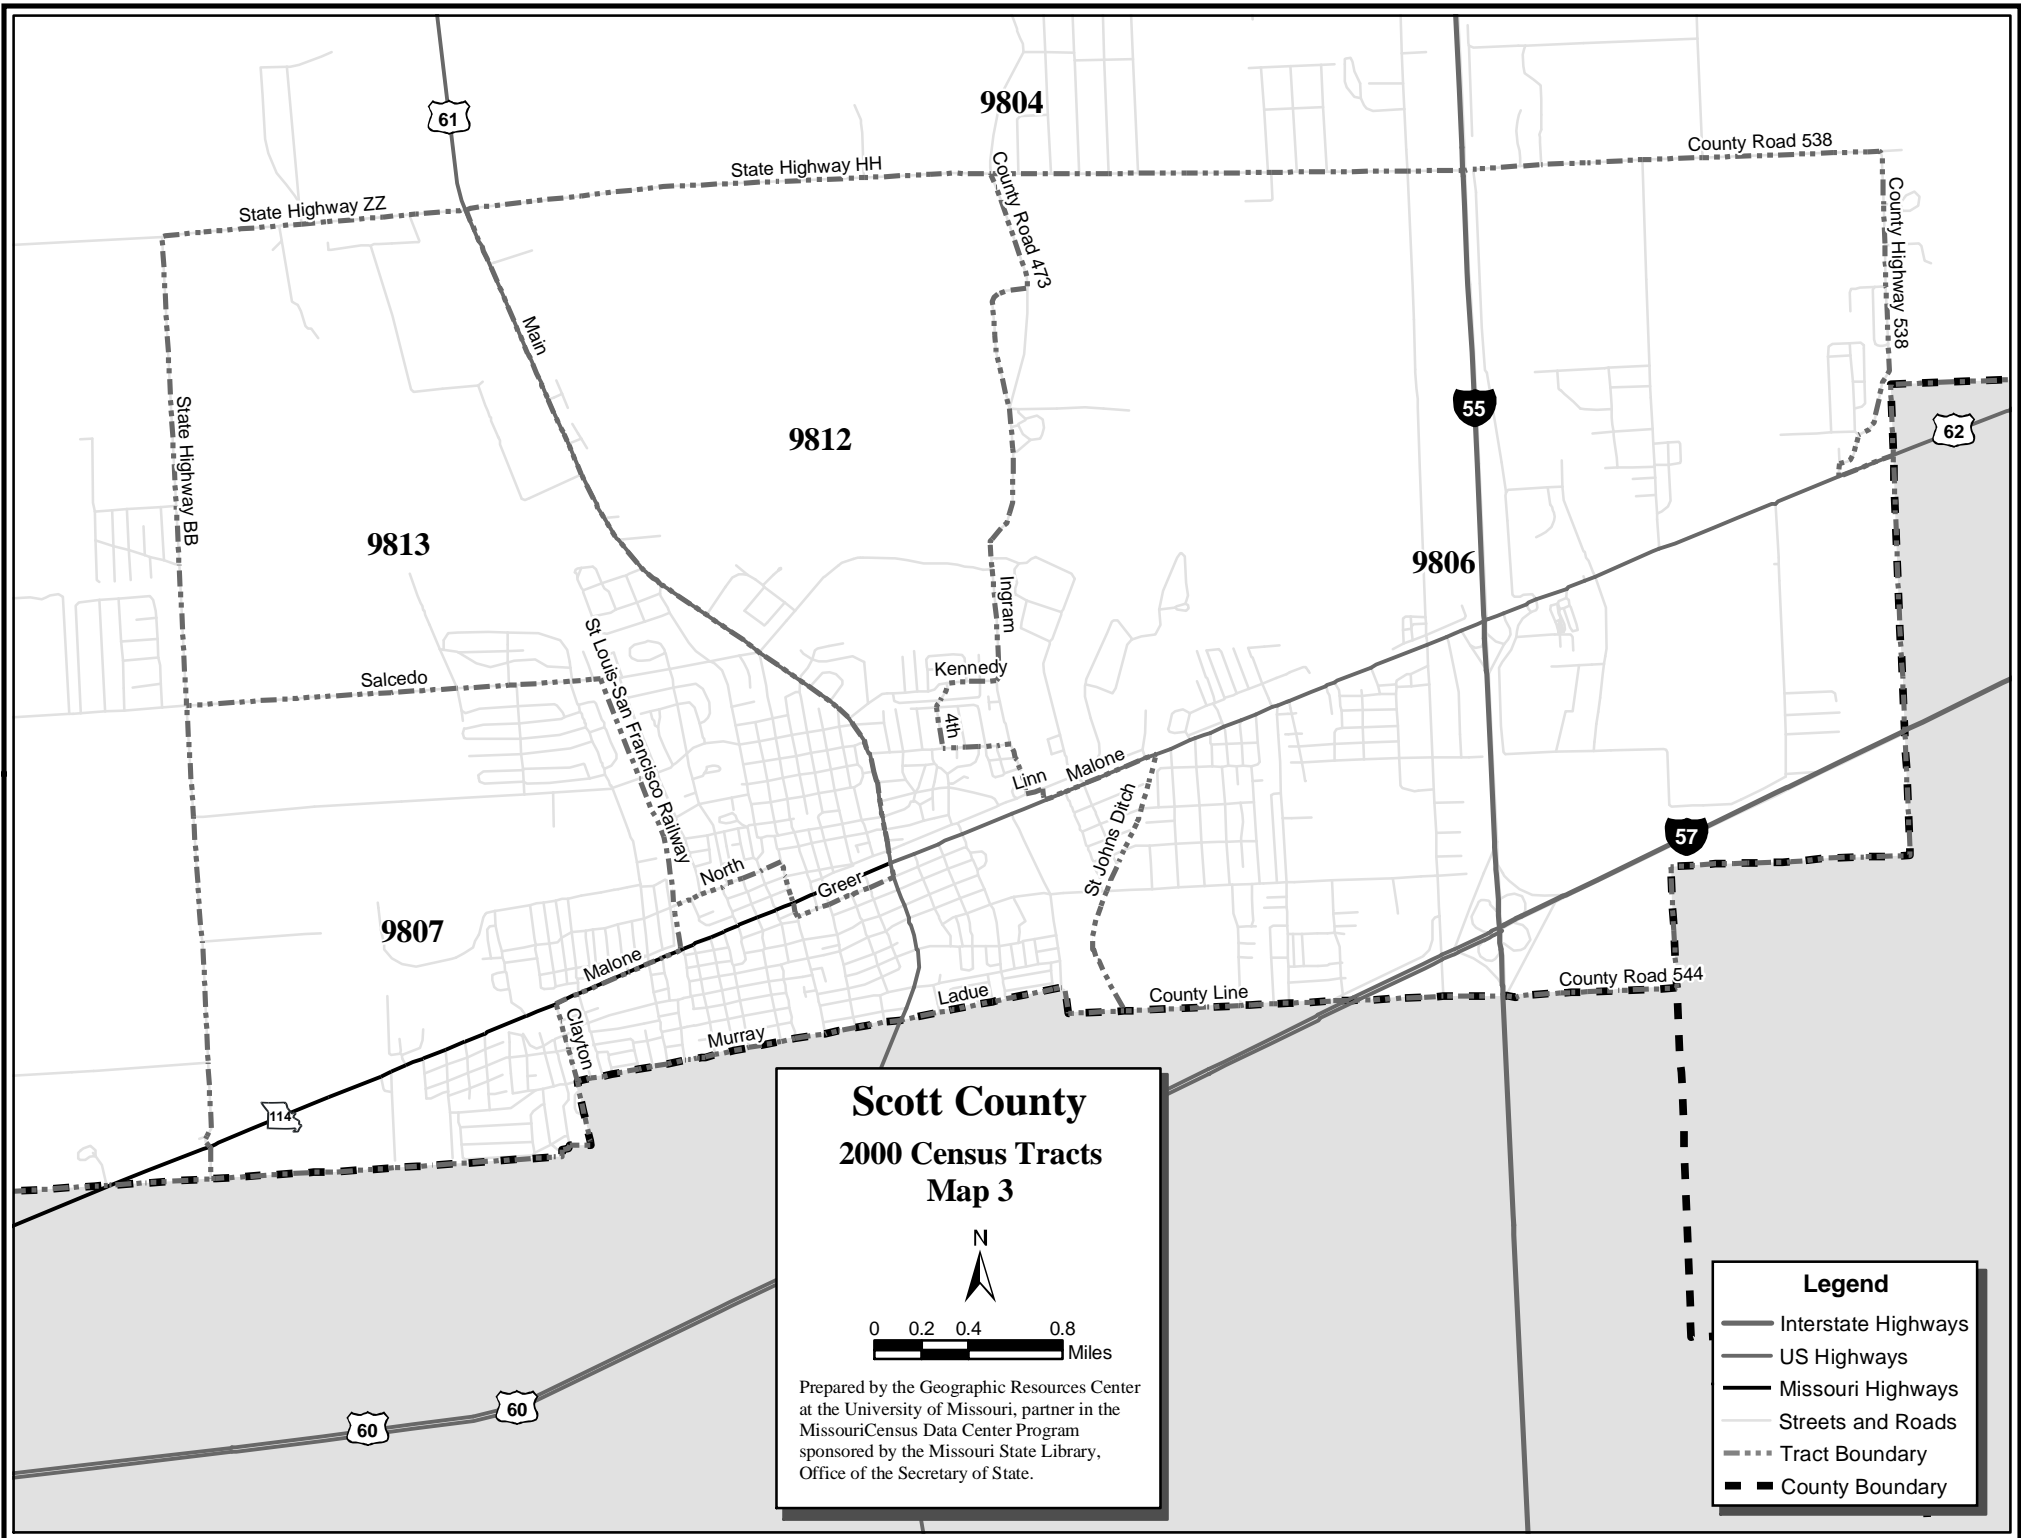 9804
61
County Road 538
State Highway HH
County Road 473
State Highway ZZ
County Highway 538
Main
55
State Highway BB
62
9812
9813
9806
Ingram
St Louis-San Francisco Railway
Kennedy
Salcedo
4th
Malone
Linn
St Johns Ditch
57
North
Greer
9807
Malone
County Road 544
Ladue
County Line
Clayton
Murray
114
Scott County
2000 Census Tracts
Map 3
N
0 0.2 0.4 0.8
Miles
Prepared by the Geographic Resources Center
at the University of Missouri, partner in the
MissouriCensus Data Center Program
sponsored by the Missouri State Library,
Office of the Secretary of State.
60
60
Legend
Interstate Highways
US Highways
Missouri Highways
Streets and Roads
Tract Boundary
County Boundary